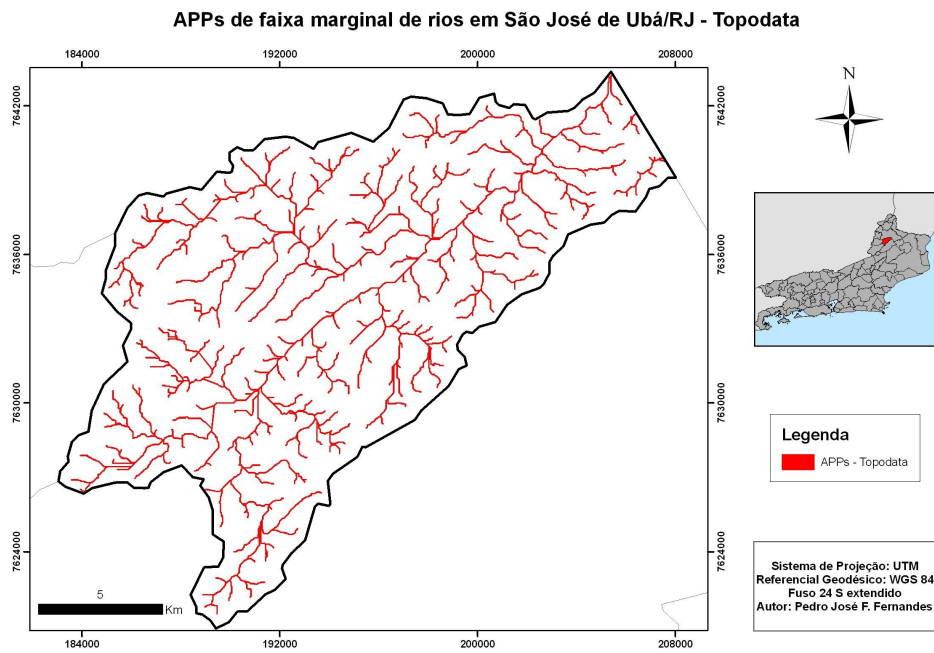 APPs de faixa marginal de rios em São José de Ubá/RJ - Topodata
184000 192000 200000 208000
7642000 7642000
N
7636000 7636000
7630000 7630000
Legenda
APPs - Topodata
7624000 7624000
Sistema de Projeção: UTM
Referencial Geodésico: WGS 84
Fuso 24 S extendido
Autor: Pedro José F. Fernandes
5
Km
184000 192000 200000 208000